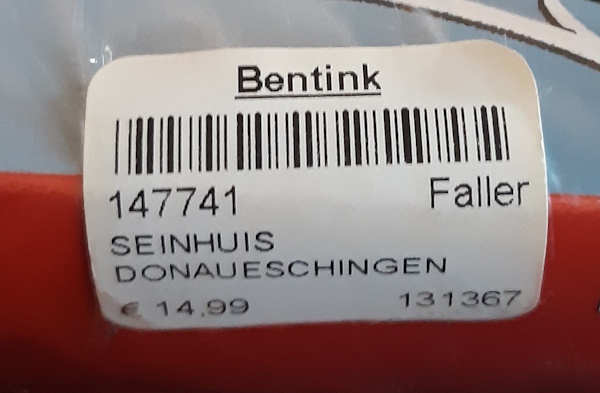 Bentink
147741 Faller
SEINHUIS
DONAUESCHINGEN
€ 14.99 131367